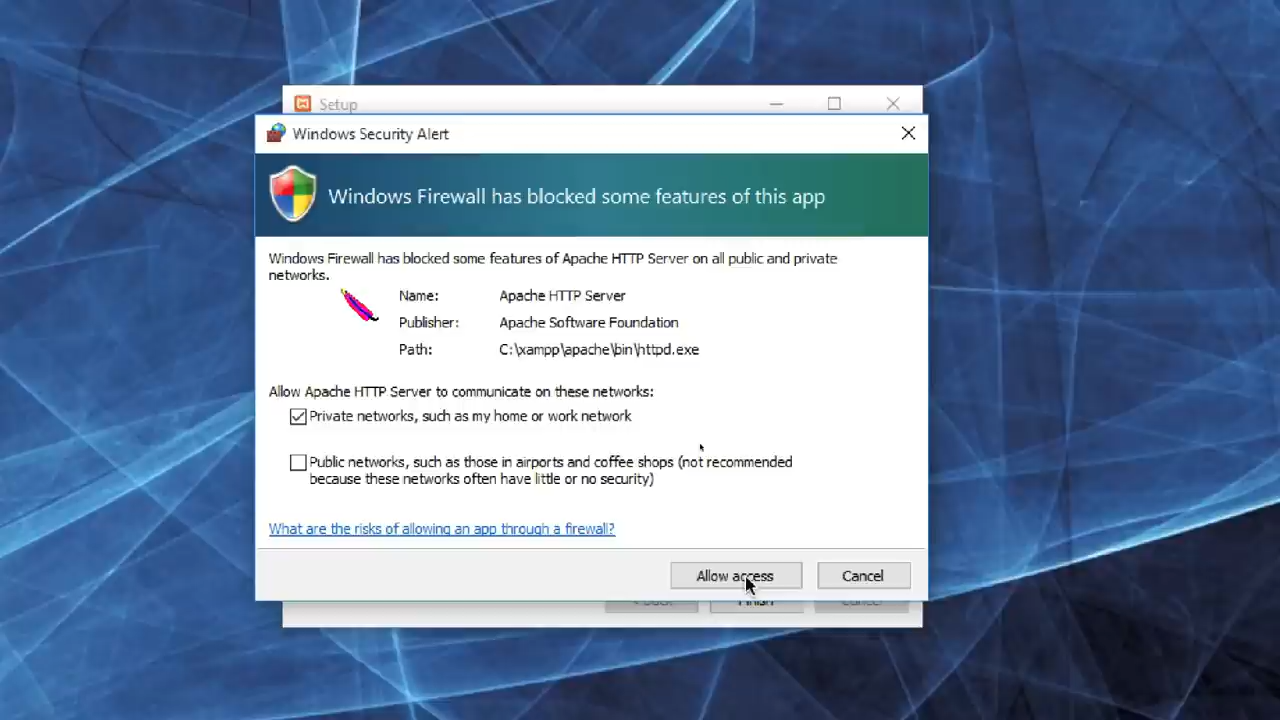 Setup
Windows Security Alert
Windows Firewall has blocked some features of this app
Windows Firewall has blocked some features of Apache HTTP Server on all public and private
networks.
Name: Apache HTTP Server
Publisher: Apache Software Foundation
Path: C:\xampp\apache\bin\httpd.exe
Allow Apache HTTP Server to communicate on these networks:
Private networks, such as my home or work network
Public networks, such as those in airports and coffee shops (not recommended
because these networks often have little or no security)
What are the risks of allowing an app through a firewall?
Allow access Cancel
Finish